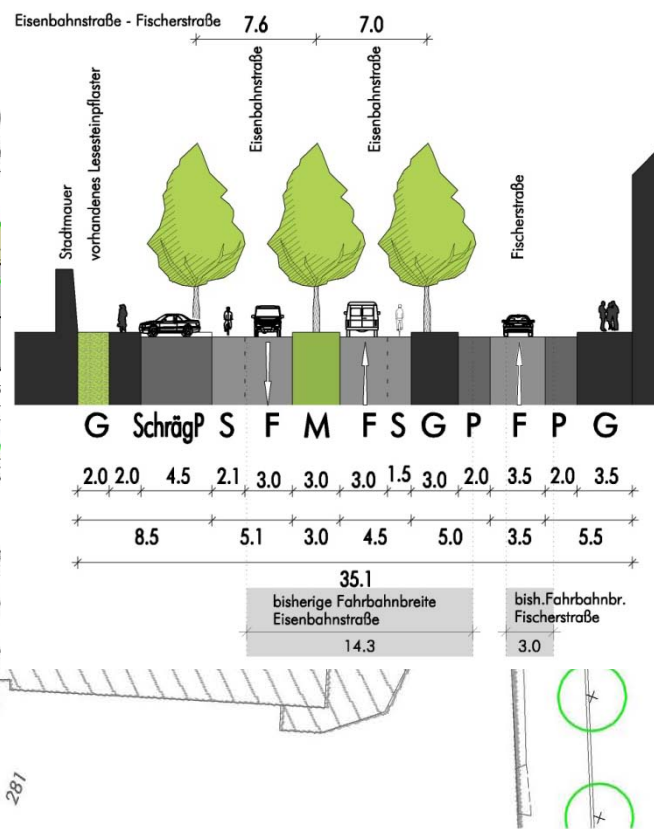 Eisenbahnstraße - Fischerstraße
7.6 7.0
Stadtmauer
vorhandenes Lesesteinpflaster
Eisenbahnstraße
Eisenbahnstraße
Fischerstraße
G SchrägP S F M F S G P F P G
2.0 2.0 4.5 2.1 3.0 3.0 3.0 1.5 3.0 2.0 3.5 2.0 3.5
8.5 5.1 3.0 4.5 5.0 3.5 5.5
35.1
bisherige Fahrbahnbreite
Eisenbahnstraße
14.3
bish.Fahrbahnbr.
Fischerstraße
3.0
281